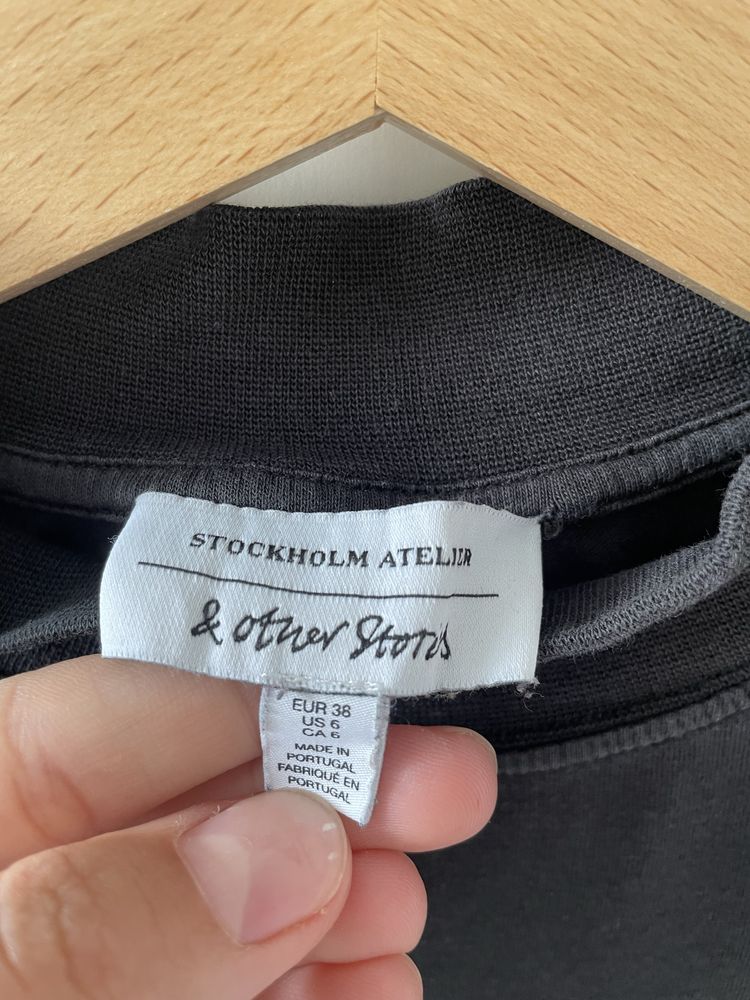 STOCKHOLM ATELIER
& other Stories
EUR 38
US 6
CA 6
MADE IN
PORTUGAL
FABRIQUÉ EN
PORTUGAL